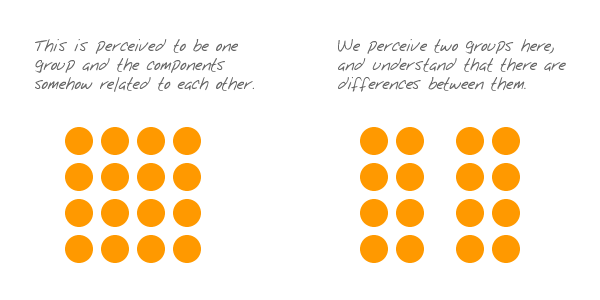 This is perceived to be one
group and the components
somehow related to each other.
We perceive two groups here,
and understand that there are
differences between them.